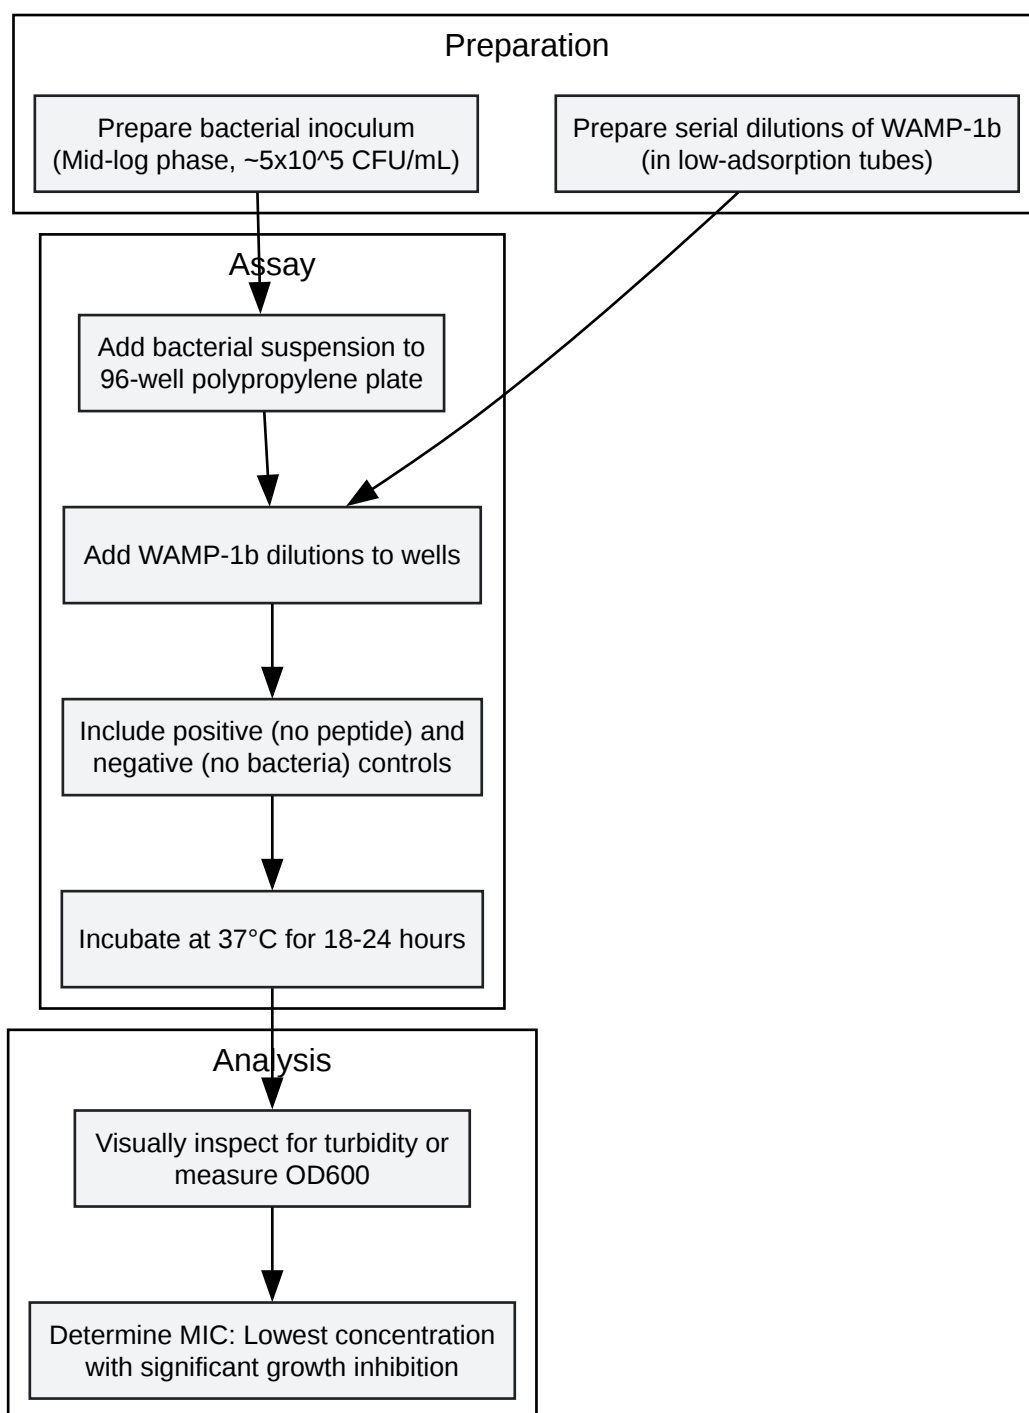 Preparation
Prepare bacterial inoculum
(Mid-log phase, ~5x10^5 CFU/mL)
Prepare serial dilutions of WAMP-1b
(in low-adsorption tubes)
Assay
Add bacterial suspension to
96-well polypropylene plate
Add WAMP-1b dilutions to wells
Include positive (no peptide) and
negative (no bacteria) controls
Incubate at 37°C for 18-24 hours
Analysis
Visually inspect for turbidity or
measure OD600
Determine MIC: Lowest concentration
with significant growth inhibition